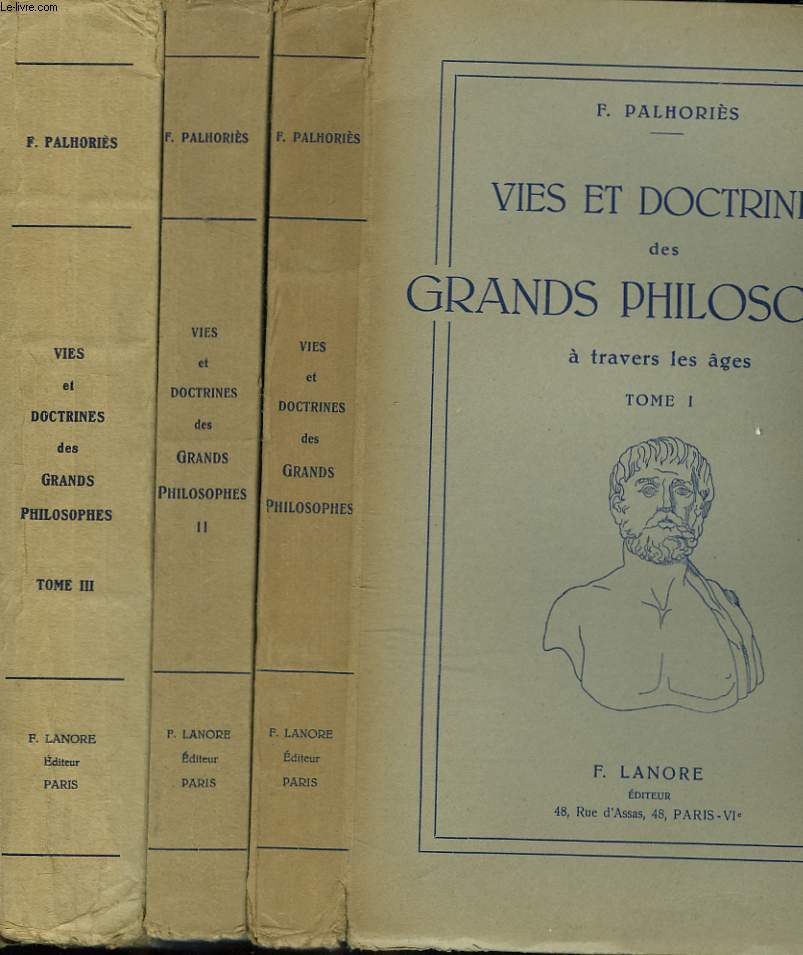 Le-livre.com
F. PALHORIÈS
VIES
et
DOCTRINES
des
GRANDS
PHILOSOPHES
TOME III
F. LANORE
Éditeur
PARIS
F. PALHORIÈS
VIES
et
DOCTRINES
des
GRANDS
PHILOSOPHES
II
F. LANORE
Éditeur
PARIS
F. PALHORIÈS
VIES
et
DOCTRINES
des
GRANDS
PHILOSOPHES
F. LANORE
Éditeur
PARIS
F. PALHORIÈS
VIES ET DOCTRIN
des
GRANDS PHILOSO
à travers les âges
TOME I
F. LANORE
ÉDITEUR
48, Rue d'Assas, 48, PARIS-VIe